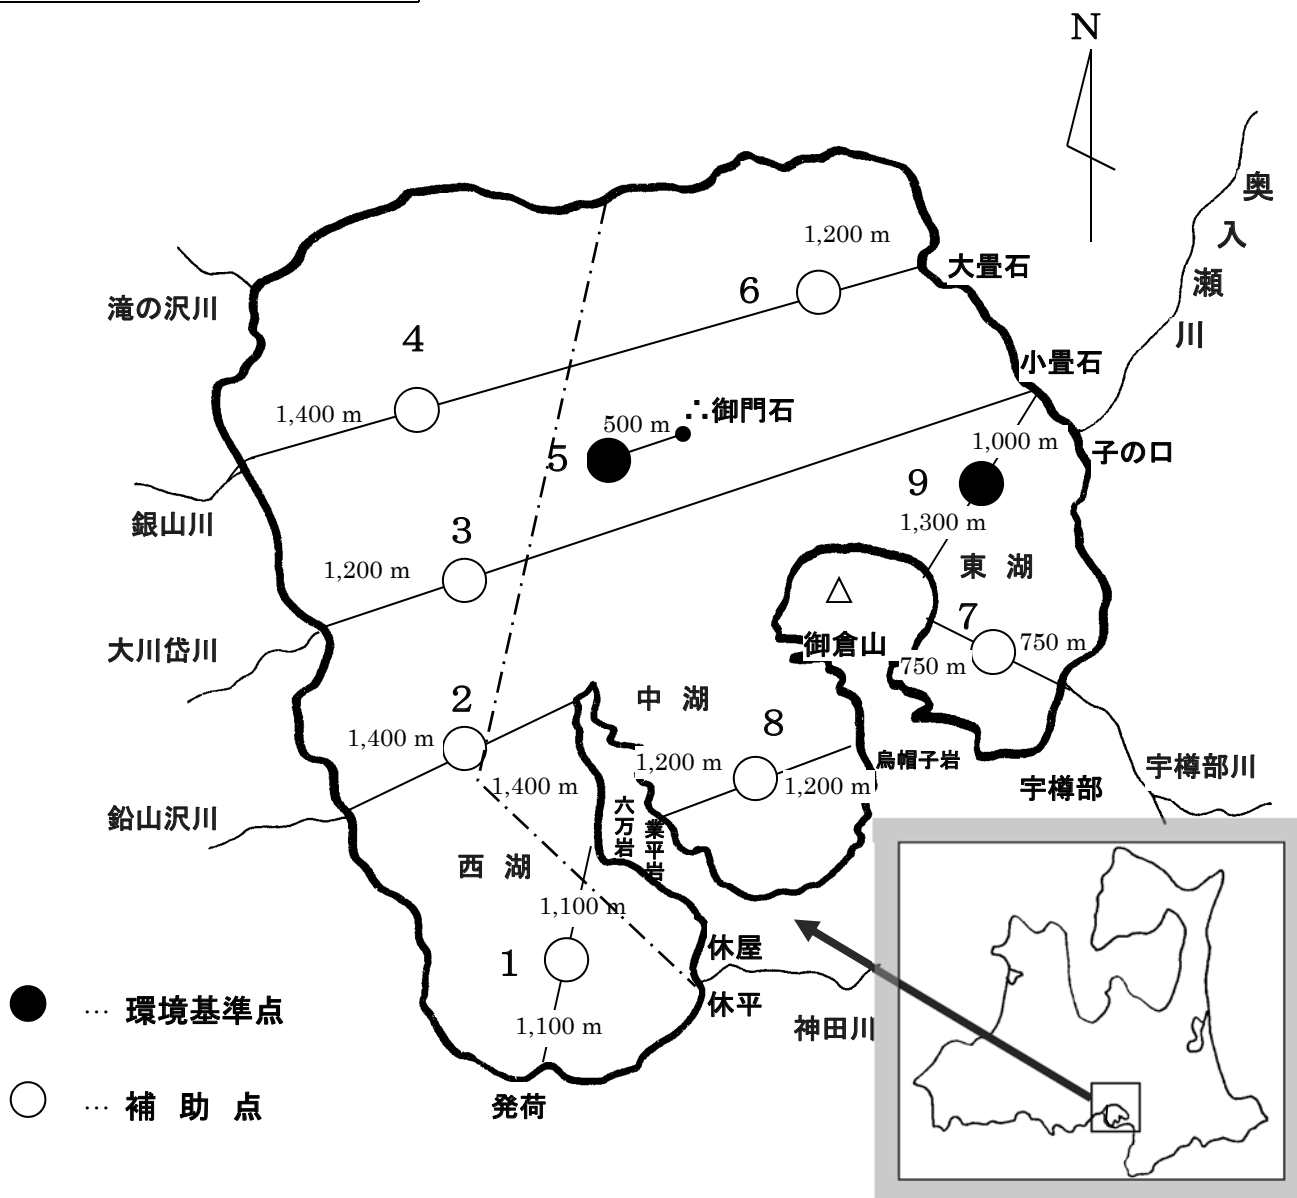 N
奥
入
瀬
川
1,200 m
6
大畳石
滝の沢川
4
小畳石
1,400 m
500 m
∴御門石
1,000 m
子の口
5
9
銀山川
1,300 m
3
東 湖
1,200 m
7
御倉山
750 m
750 m
大川岱川
2
中 湖
8
1,400 m
1,200 m
烏帽子岩
1,400 m
1,200 m
宇樽部
宇樽部川
鉛山沢川
六万岩
業平岩
西 湖
1,100 m
1
休屋
休平
1,100 m
神田川
発荷
… 環境基準点
… 補 助 点